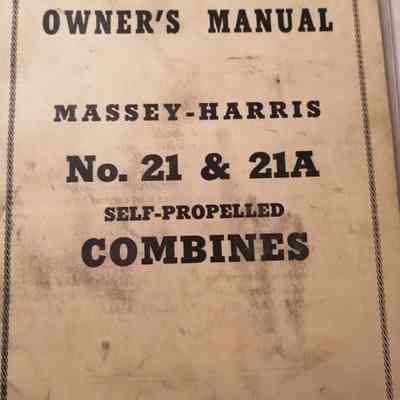 OWNER'S MANUAL
MASSEY-HARRIS
No. 21 & 21A
SELF-PROPELLED
COMBINES